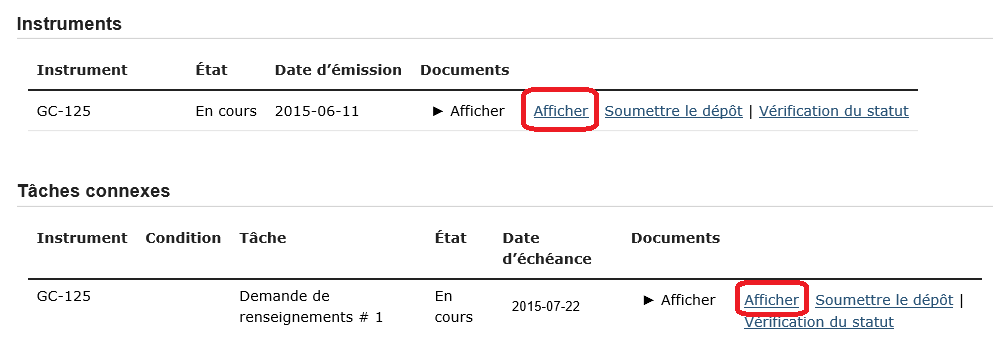 Instruments
Instrument État Date d'émission Documents
GC-125 En cours 2015-06-11 ► Afficher Afficher Soumettre le dépôt | Vérification du statut
Tâches connexes
Instrument Condition Tâche État Date Documents
d'échéance
GC-125 Demande de En ► Afficher Afficher Soumettre le dépôt |
renseignements # 1 cours 2015-07-22 Vérification du statut